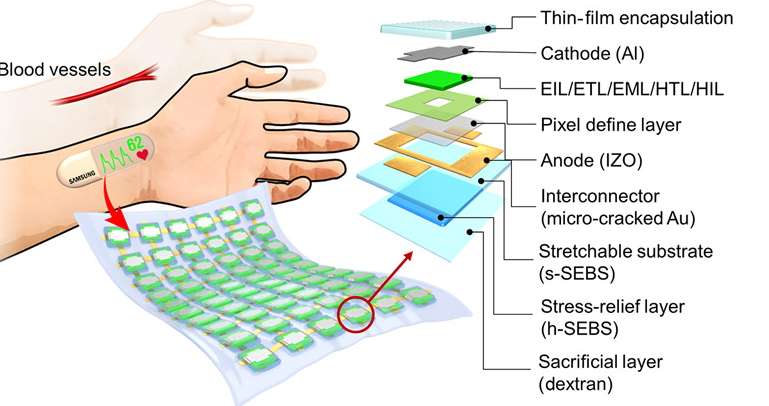 Blood vessels
62
SAMSUNG
Thin-film encapsulation
Cathode (Al)
EIL/ETL/EML/HTL/HIL
Pixel define layer
Anode (IZO)
Interconnector
(micro-cracked Au)
Stretchable substrate
(s-SEBS)
Stress-relief layer
(h-SEBS)
Sacrificial layer
(dextran)